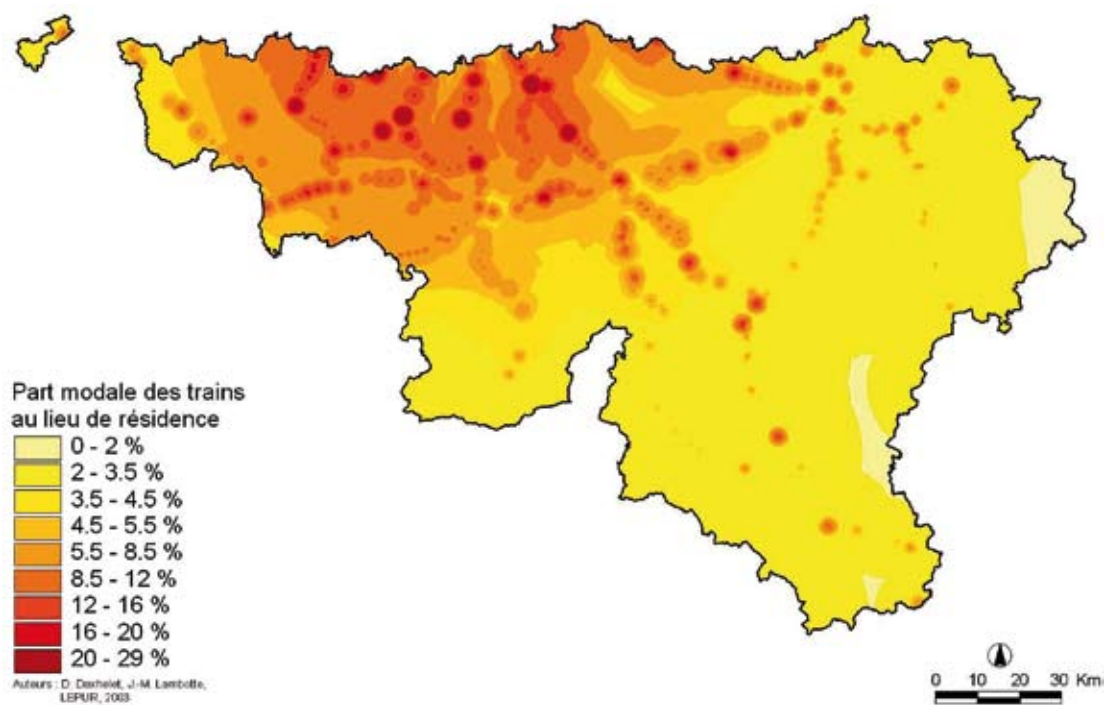 Part modale des trains
au lieu de résidence
0 - 2 %
2 - 3.5 %
3.5 - 4.5 %
4.5 - 5.5 %
5.5 - 8.5 %
8.5 - 12 %
12 - 16 %
16 - 20 %
20 - 29 %
Auteurs : D. Daxhelet, J.-M. Lambotte,
LEPUR, 2003
0 10 20 30 Km